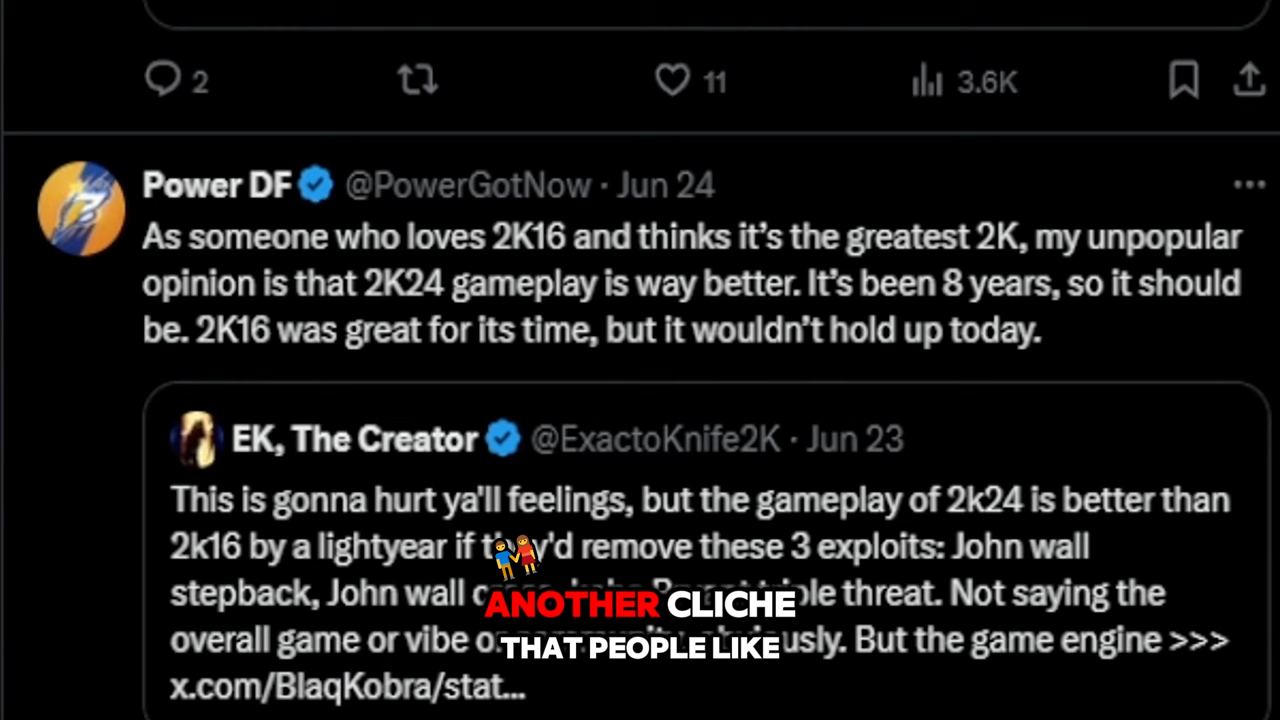 2 11 3.6K
Power DF @PowerGotNow · Jun 24 ···
As someone who loves 2K16 and thinks it's the greatest 2K, my unpopular
opinion is that 2K24 gameplay is way better. It's been 8 years, so it should
be. 2K16 was great for its time, but it wouldn't hold up today.
EK, The Creator @ExactoKnife2K · Jun 23
This is gonna hurt ya'll feelings, but the gameplay of 2k24 is better than
2k16 by a lightyear if they'd remove these 3 exploits: John wall
stepback, John wall triple threat. Not saying the
overall game or vibe or obviously. But the game engine >>>
x.com/BlaqKobra/stat...
ANOTHER CLICHE
THAT PEOPLE LIKE